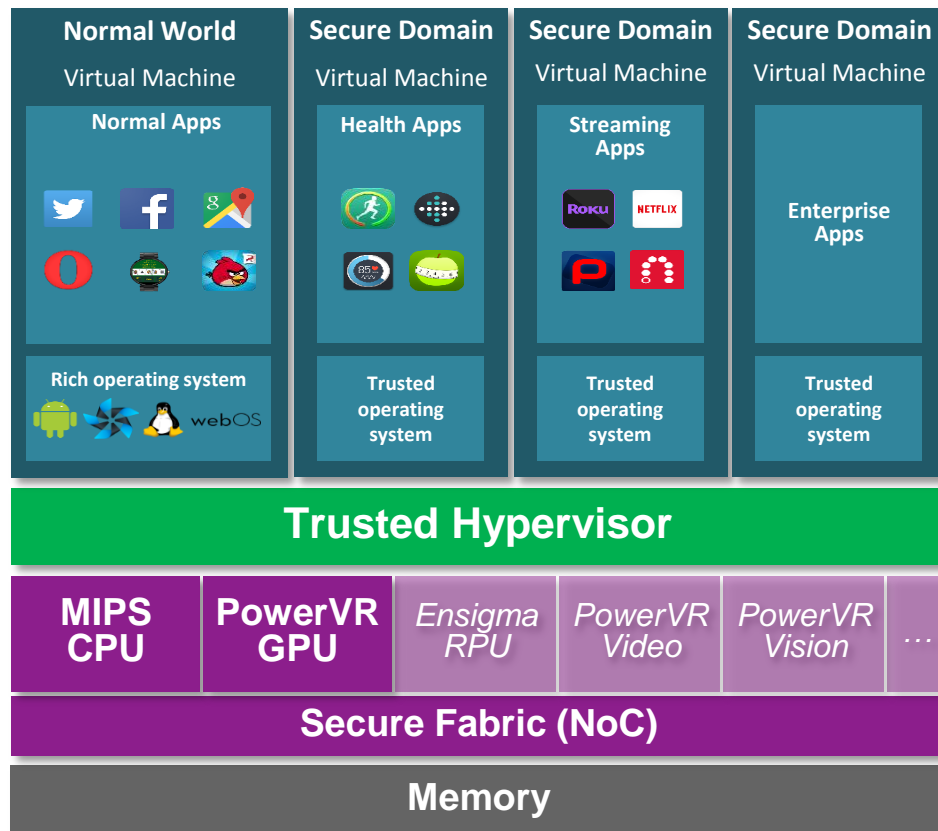 Normal World
Virtual Machine
Normal Apps
f
8
Rich operating system
webOS
Secure Domain
Virtual Machine
Health Apps
85
Trusted
operating
system
Secure Domain
Virtual Machine
Streaming
Apps
ROKU
NETFLIX
P
n
Trusted
operating
system
Secure Domain
Virtual Machine
Enterprise
Apps
Trusted
operating
system
Trusted Hypervisor
MIPS
CPU
PowerVR
GPU
Ensigma
RPU
PowerVR
Video
PowerVR
Vision
...
Secure Fabric (NoC)
Memory